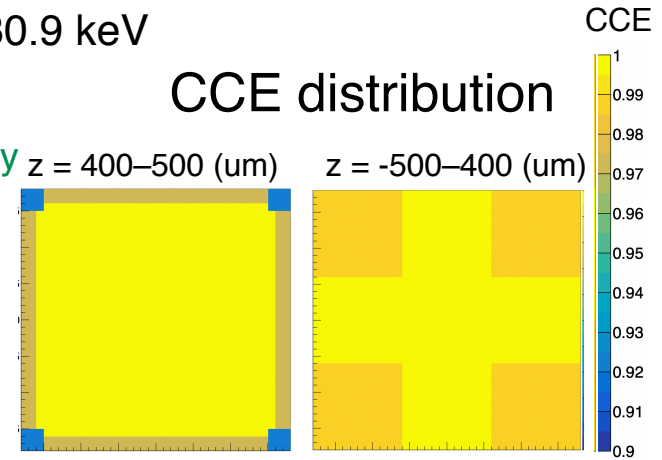 30.9 keV
CCE
CCE distribution
y z = 400–500 (um)
z = -500–400 (um)
1
0.99
0.98
0.97
0.96
0.95
0.94
0.93
0.92
0.91
0.9